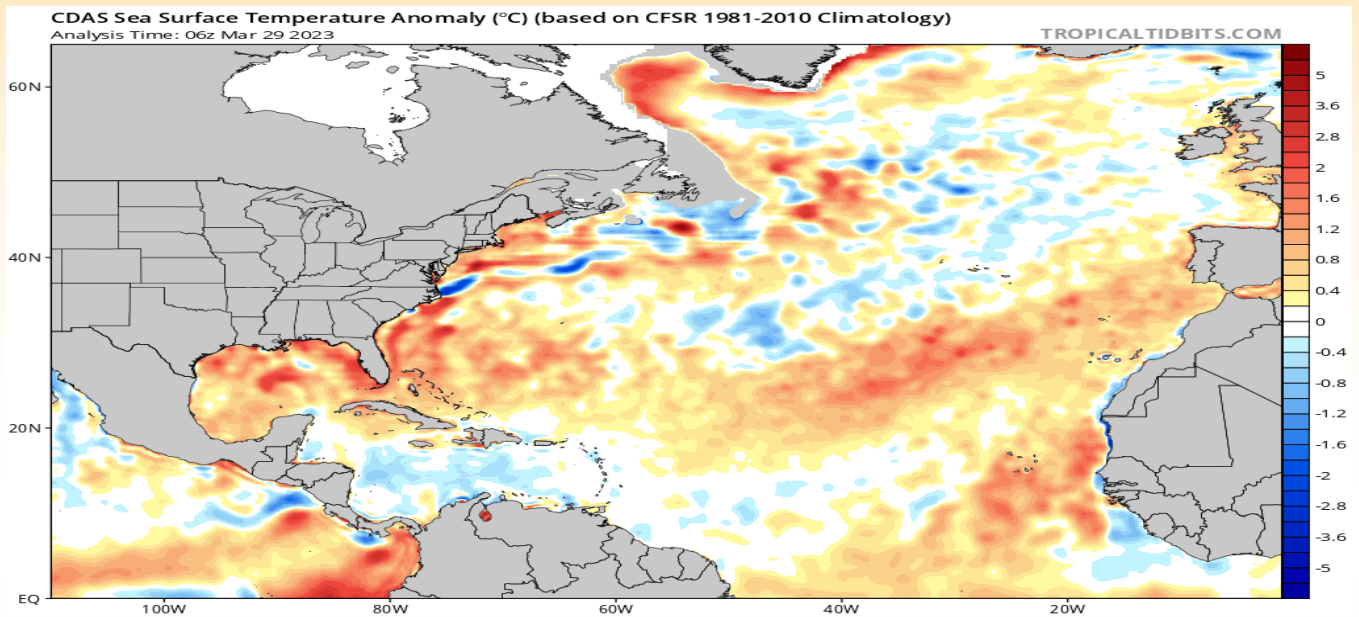 CDAS Sea Surface Temperature Anomaly (°C) (based on CFSR 1981-2010 Climatology)
Analysis Time: 06z Mar 29 2023
TROPICALTIDBITS.COM
60N
40N
20N
EQ
100W
80W
60W
40W
20W
5
3.6
2.8
2
1.6
1.2
0.8
0.4
0
-0.4
-0.8
-1.2
-1.6
-2
-2.8
-3.6
-5